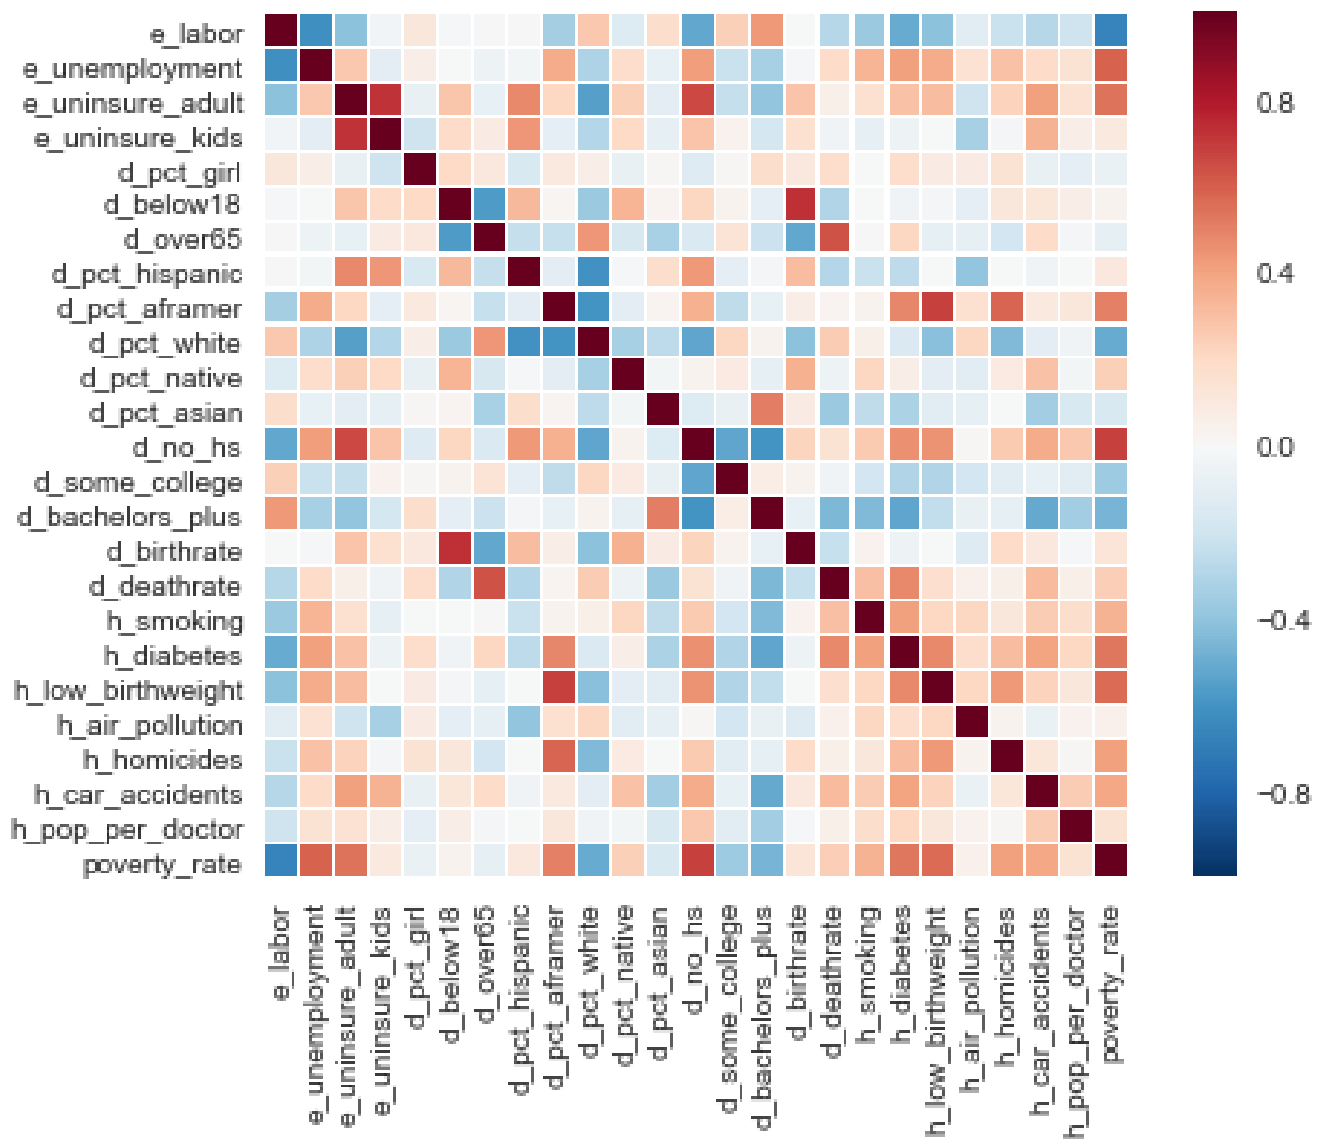 e_labor
e_unemployment
e_uninsure_adult
e_uninsure_kids
d_pct_girl
d_below18
d_over65
d_pct_hispanic
d_pct_aframer
d_pct_white
d_pct_native
d_pct_asian
d_no_hs
d_some_college
d_bachelors_plus
d_birthrate
d_deathrate
h_smoking
h_diabetes
h_low_birthweight
h_air_pollution
h_homicides
h_car_accidents
h_pop_per_doctor
poverty_rate
e_labor
e_unemployment
e_uninsure_adult
e_uninsure_kids
d_pct_girl
d_below18
d_over65
d_pct_hispanic
d_pct_aframer
d_pct_white
d_pct_native
d_pct_asian
d_no_hs
d_some_college
d_bachelors_plus
d_birthrate
d_deathrate
h_smoking
h_diabetes
h_low_birthweight
h_air_pollution
h_homicides
h_car_accidents
h_pop_per_doctor
poverty_rate
0.8
0.4
0.0
−0.4
−0.8